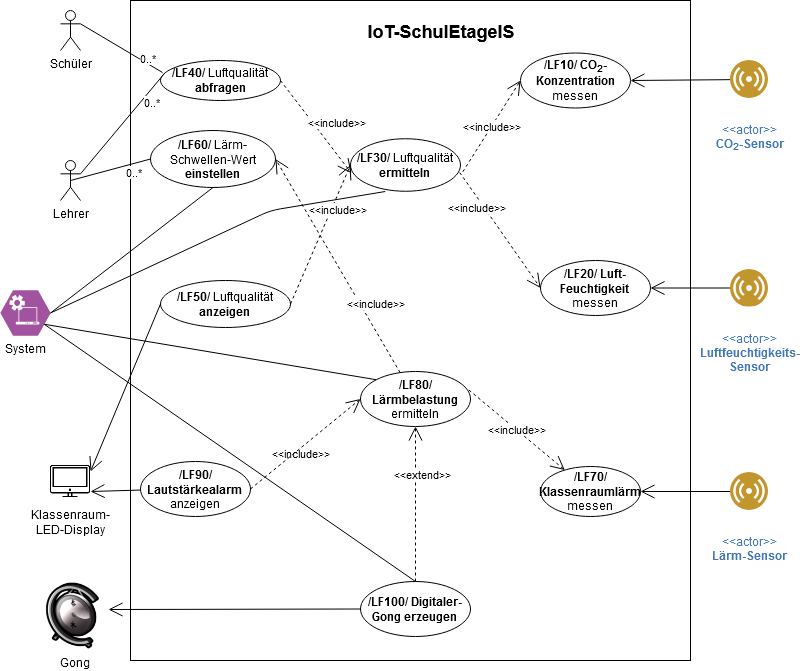 IoT-SchulEtageIS
Schüler
0..*
/LF40/ Luftqualität
abfragen
0..*
<<include>>
/LF10/ CO2-
Konzentration
messen
<<actor>>
CO2-Sensor
<<include>>
/LF60/ Lärm-
Schwellen-Wert
einstellen
0..*
Lehrer
/LF30/ Luftqualität
ermitteln
<<include>>
<<include>>
/LF20/ Luft-
Feuchtigkeit
messen
<<actor>>
Luftfeuchtigkeits-
Sensor
/LF50/ Luftqualität
anzeigen
<<include>>
System
/LF80/
Lärmbelastung
ermitteln
<<include>>
<<include>>
<<extend>>
/LF90/
Lautstärkealarm
anzeigen
/LF70/
Klassenraumlärm
messen
Klassenraum-
LED-Display
<<actor>>
Lärm-Sensor
/LF100/ Digitaler-
Gong erzeugen
Gong